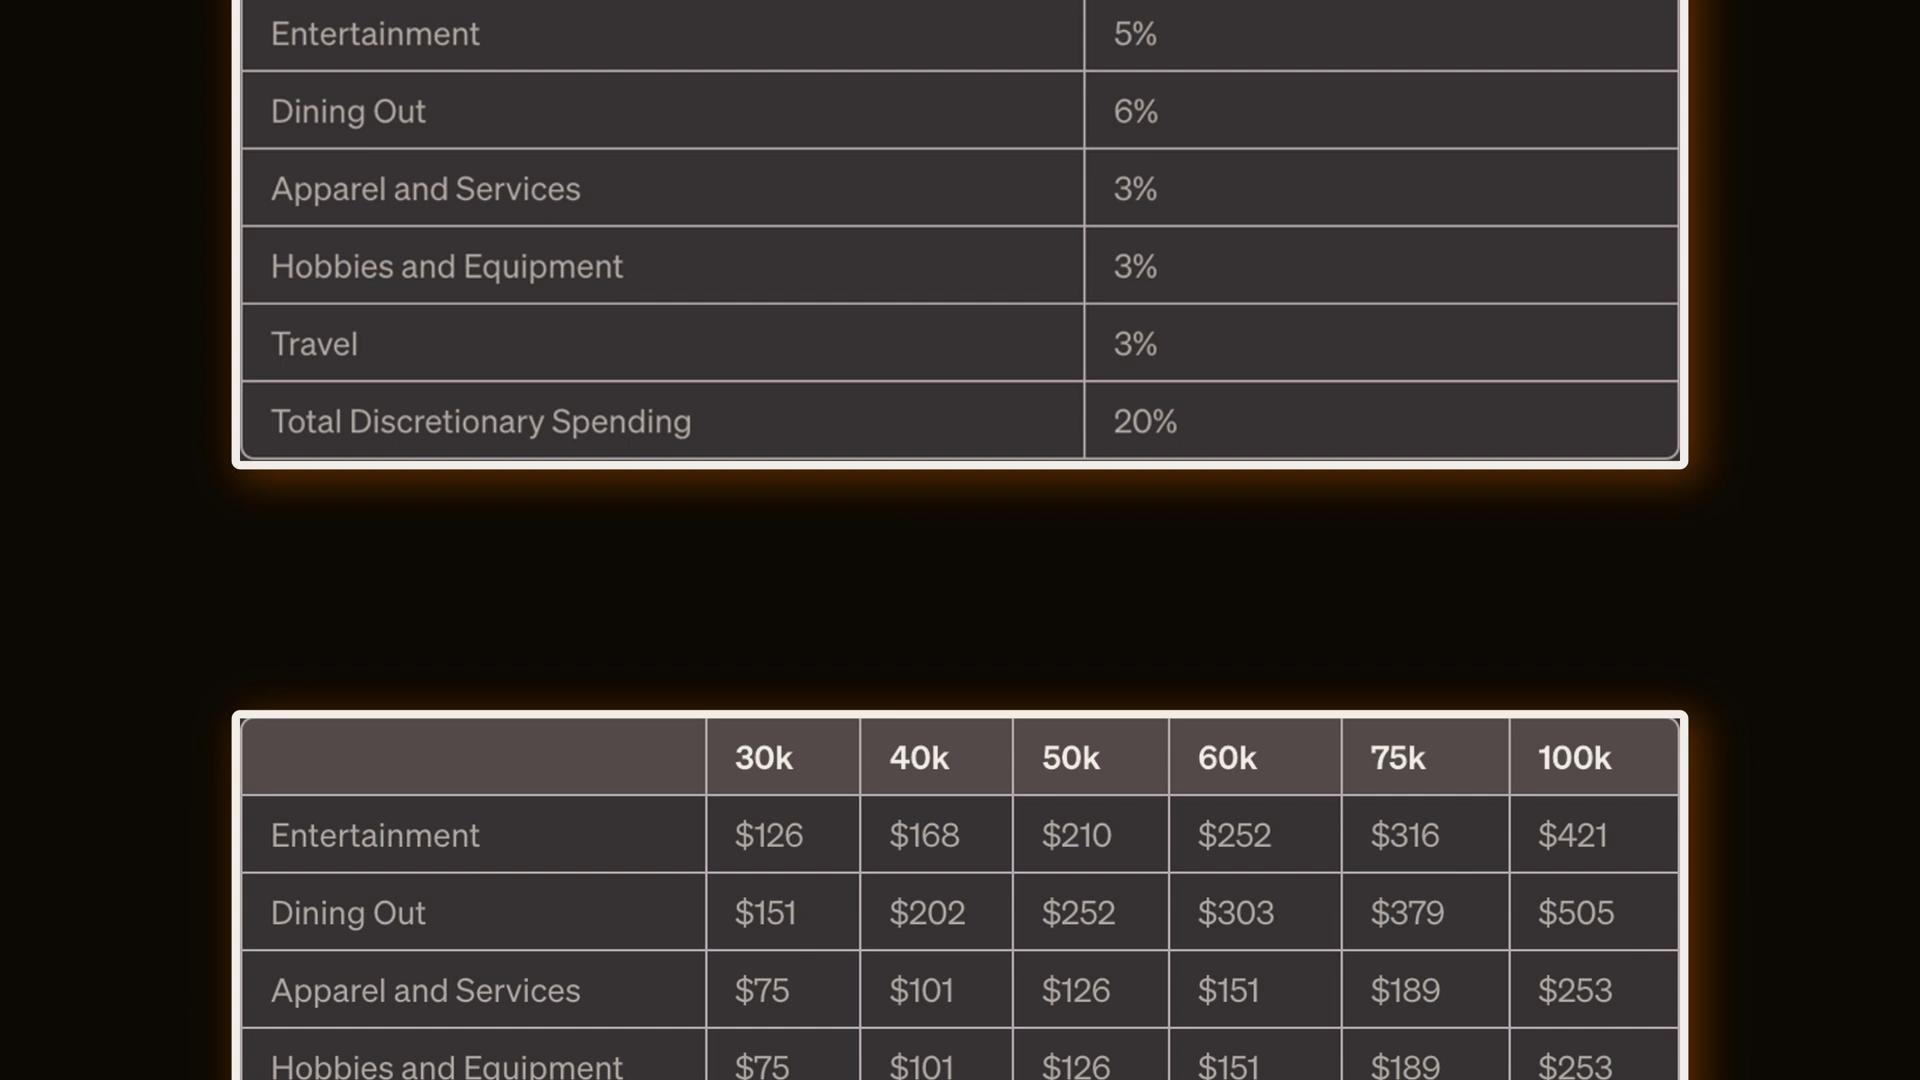 Entertainment 5%
Dining Out 6%
Apparel and Services 3%
Hobbies and Equipment 3%
Travel 3%
Total Discretionary Spending 20%
30k 40k 50k 60k 75k 100k
Entertainment $126 $168 $210 $252 $316 $421
Dining Out $151 $202 $252 $303 $379 $505
Apparel and Services $75 $101 $126 $151 $189 $253
Hobbies and Equipment $75 $101 $126 $151 $189 $253